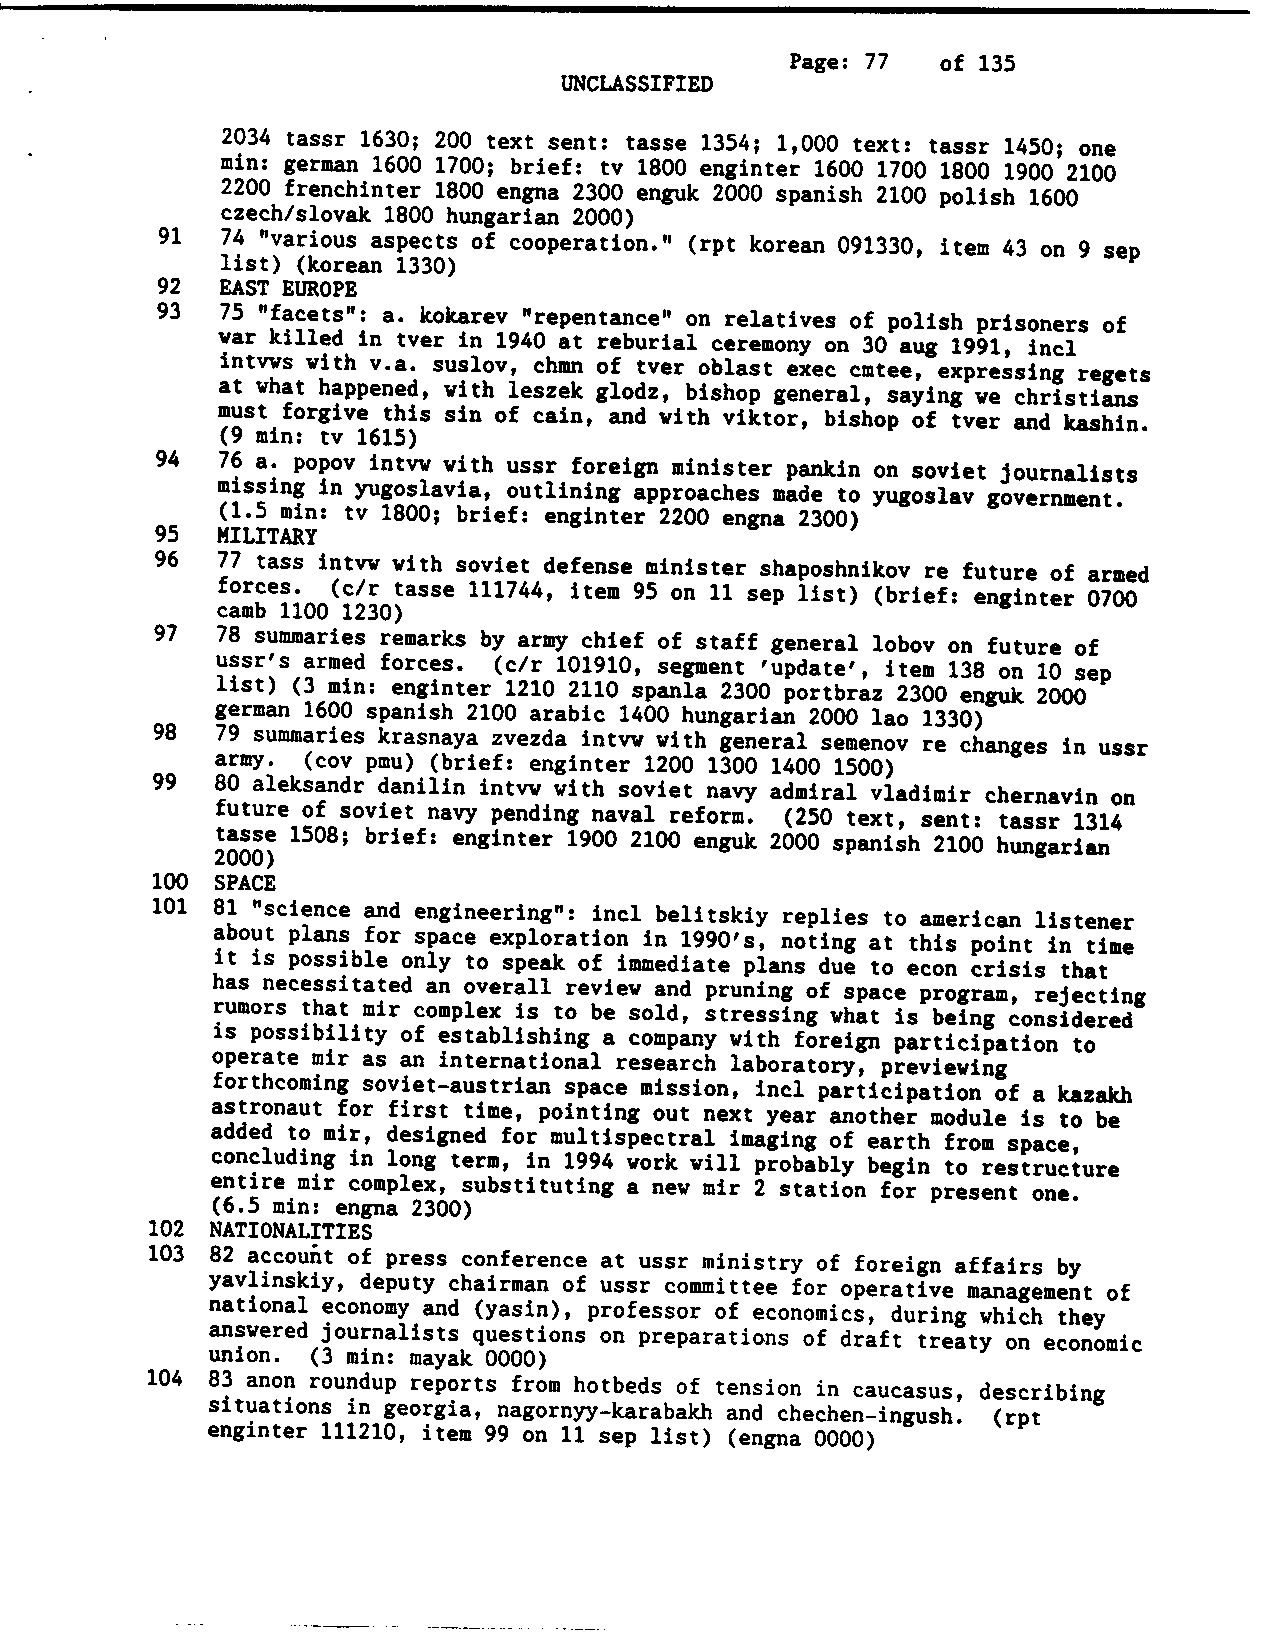 Page: 77 of 135
UNCLASSIFIED
2034 tassr 1630; 200 text sent: tasse 1354; 1,000 text: tassr 1450; one
min: german 1600 1700; brief: tv 1800 enginter 1600 1700 1800 1900 2100
2200 frenchinter 1800 engna 2300 enguk 2000 spanish 2100 polish 1600
czech/slovak 1800 hungarian 2000)
91 74 "various aspects of cooperation." (rpt korean 091330, item 43 on 9 sep
list) (korean 1330)
92 EAST EUROPE
93 75 "facets": a. kokarev "repentance" on relatives of polish prisoners of
war killed in tver in 1940 at reburial ceremony on 30 aug 1991, incl
intvws with v.a. suslov, chmn of tver oblast exec cmtee, expressing regets
at what happened, with leszek glodz, bishop general, saying we christians
must forgive this sin of cain, and with viktor, bishop of tver and kashin.
(9 min: tv 1615)
94 76 a. popov intvw with ussr foreign minister pankin on soviet journalists
missing in yugoslavia, outlining approaches made to yugoslav government.
(1.5 min: tv 1800; brief: enginter 2200 engna 2300)
95 MILITARY
96 77 tass intvw with soviet defense minister shaposhnikov re future of armed
forces. (c/r tasse 111744, item 95 on 11 sep list) (brief: enginter 0700
camb 1100 1230)
97 78 summaries remarks by army chief of staff general lobov on future of
ussr's armed forces. (c/r 101910, segment 'update', item 138 on 10 sep
list) (3 min: enginter 1210 2110 spanla 2300 portbraz 2300 enguk 2000
german 1600 spanish 2100 arabic 1400 hungarian 2000 lao 1330)
98 79 summaries krasnaya zvezda intvw with general semenov re changes in ussr
army. (cov pmu) (brief: enginter 1200 1300 1400 1500)
99 80 aleksandr danilin intvw with soviet navy admiral vladimir chernavin on
future of soviet navy pending naval reform. (250 text, sent: tassr 1314
tasse 1508; brief: enginter 1900 2100 enguk 2000 spanish 2100 hungarian
2000)
100 SPACE
101 81 "science and engineering": incl belitskiy replies to american listener
about plans for space exploration in 1990's, noting at this point in time
it is possible only to speak of immediate plans due to econ crisis that
has necessitated an overall review and pruning of space program, rejecting
rumors that mir complex is to be sold, stressing what is being considered
is possibility of establishing a company with foreign participation to
operate mir as an international research laboratory, previewing
forthcoming soviet-austrian space mission, incl participation of a kazakh
astronaut for first time, pointing out next year another module is to be
added to mir, designed for multispectral imaging of earth from space,
concluding in long term, in 1994 work will probably begin to restructure
entire mir complex, substituting a new mir 2 station for present one.
(6.5 min: engna 2300)
102 NATIONALITIES
103 82 account of press conference at ussr ministry of foreign affairs by
yavlinskiy, deputy chairman of ussr committee for operative management of
national economy and (yasin), professor of economics, during which they
answered journalists questions on preparations of draft treaty on economic
union. (3 min: mayak 0000)
104 83 anon roundup reports from hotbeds of tension in caucasus, describing
situations in georgia, nagornyy-karabakh and chechen-ingush. (rpt
enginter 111210, item 99 on 11 sep list) (engna 0000)